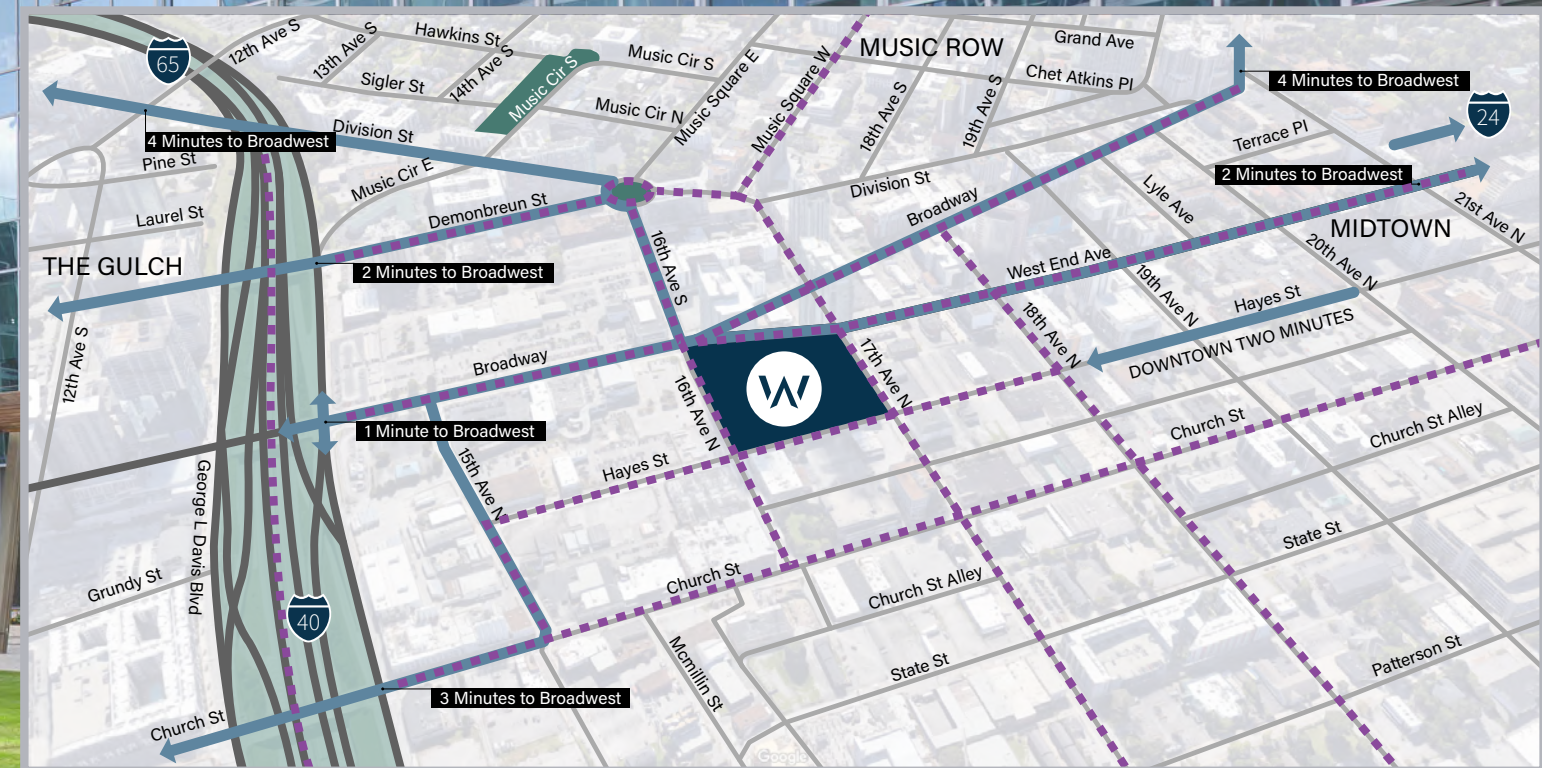 65
12th Ave S
13th Ave S
Hawkins St
14th Ave S
Sigler St
Music Cir S
Music Cir S
Music Cir N
Music Square E
Music Square W
MUSIC ROW
18th Ave S
19th Ave S
Grand Ave
Chet Atkins Pl
4 Minutes to Broadwest
24
Terrace Pl
2 Minutes to Broadwest
4 Minutes to Broadwest
Division St
Pine St
Music Cir E
Laurel St
Demonbreun St
Division St
Broadway
Lyle Ave
21st Ave N
MIDTOWN
20th Ave N
THE GULCH
2 Minutes to Broadwest
16th Ave S
West End Ave
19th Ave N
Hayes St
18th Ave N
DOWNTOWN TWO MINUTES
12th Ave S
Broadway
16th Ave N
W
17th Ave N
1 Minute to Broadwest
Church St
Church St Alley
George L Davis Blvd
15th Ave N
Hayes St
State St
Grundy St
40
Church St
Church St Alley
Mcmillin St
State St
Patterson St
3 Minutes to Broadwest
Church St
Google